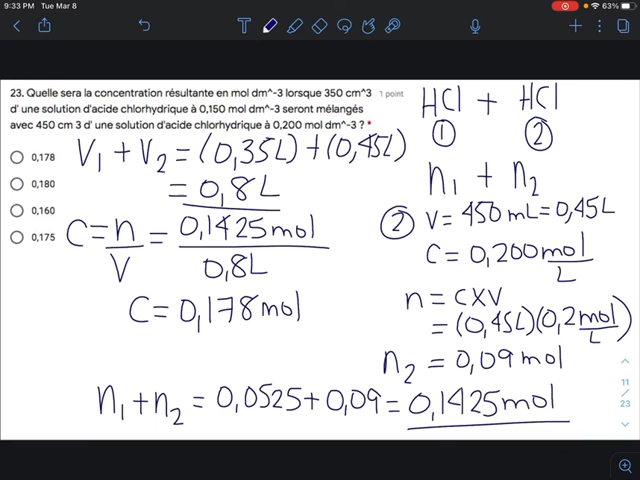 9:33 PM Tue Mar 8
63%
23. Quelle sera la concentration résultante en mol dm^-3 lorsque 350 cm^3
1 point
d' une solution d'acide chlorhydrique à 0,150 mol dm^-3 seront mélangés
avec 450 cm 3 d' une solution d'acide chlorhydrique à 0,200 mol dm^-3 ? *
0,178
0,180
0,160
0,175
V₁ + V₂ = (0,35L) + (0,45L)
= 0,8L
C = n/V = 0,1425 mol / 0,8L
C = 0,178 mol
HCl + HCl
① ②
n₁ + n₂
② V = 450 mL = 0,45L
C = 0,200 mol/L
n = CXV
= (0,45L)(0,2 mol/L)
n₂ = 0,09 mol
n₁ + n₂ = 0,0525 + 0,09 = 0,1425 mol
11
/
23